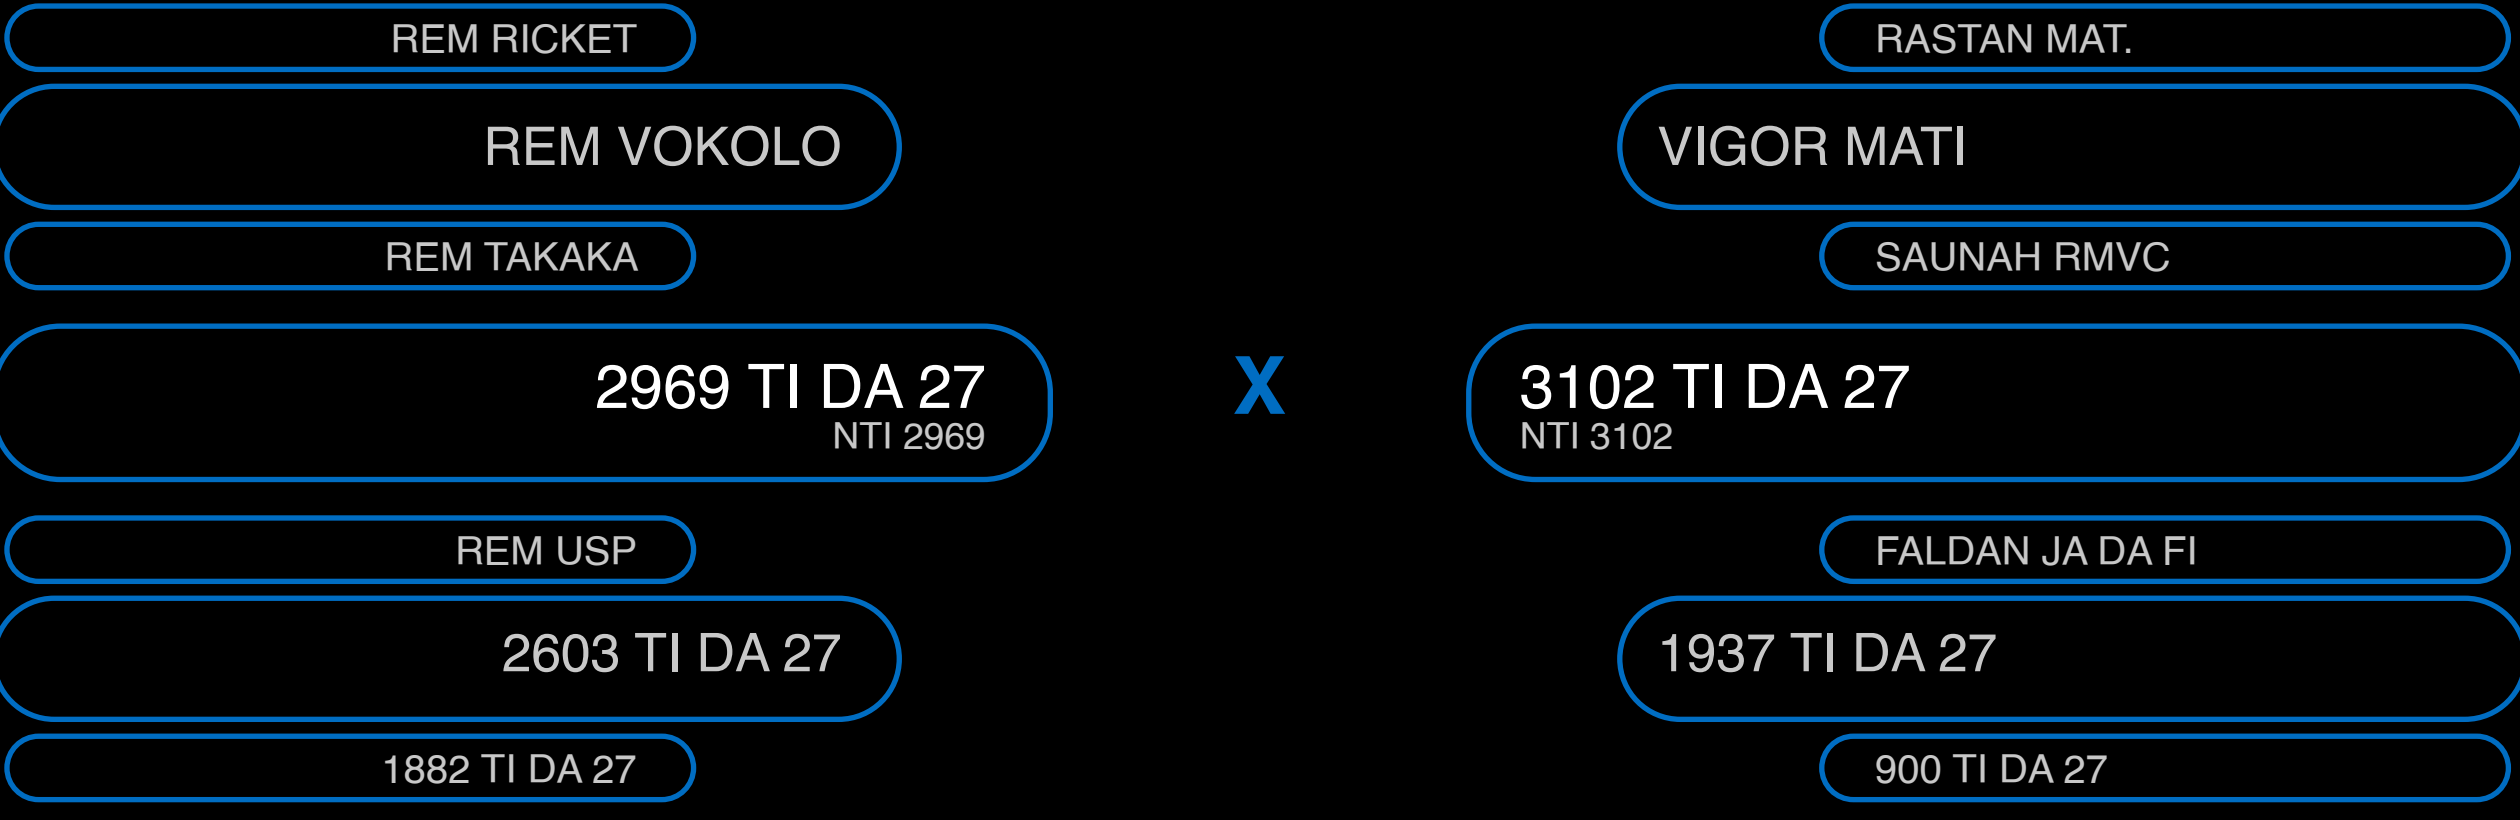 REM RICKET
REM VOKOLO
REM TAKAKA
2969 TI DA 27
NTI 2969
REM USP
2603 TI DA 27
1882 TI DA 27
X
RASTAN MAT.
VIGOR MATI
SAUNAH RMVC
3102 TI DA 27
NTI 3102
FALDAN JA DA FI
1937 TI DA 27
900 TI DA 27